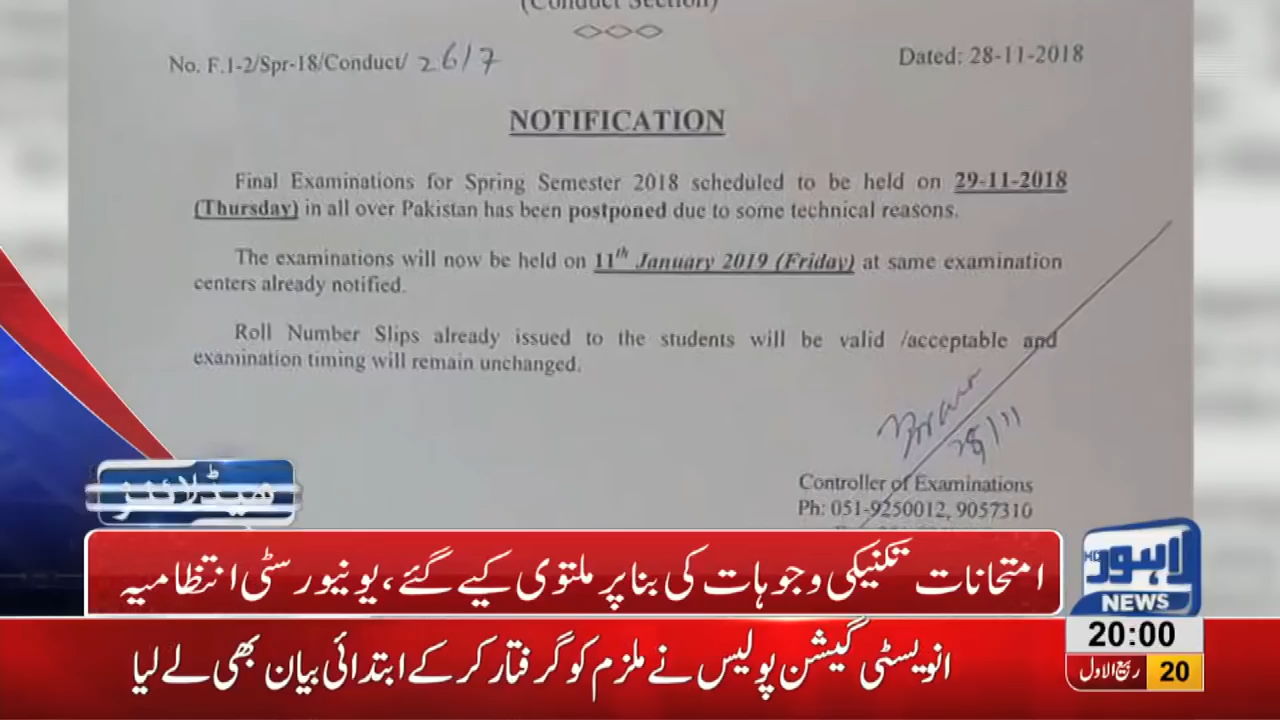 (Conduct Section)
No. F.1-2/Spr-18/Conduct/ 2617
Dated: 28-11-2018
NOTIFICATION
Final Examinations for Spring Semester 2018 scheduled to be held on 29-11-2018
(Thursday) in all over Pakistan has been postponed due to some technical reasons.
The examinations will now be held on 11th January 2019 (Friday) at same examination
centers already notified.
Roll Number Slips already issued to the students will be valid /acceptable and
examination timing will remain unchanged.
28/11
Controller of Examinations
Ph: 051-9250012, 9057310
ہیڈلائنز
امتحانات تکنیکی وجوہات کی بنا پر ملتوی کیے گئے، یونیورسٹی انتظامیہ
لاہور
HD
NEWS
20:00
انویسٹی گیشن پولیس نے ملزم کو گرفتار کر کے ابتدائی بیان بھی لے لیا
20 ربیع الاول